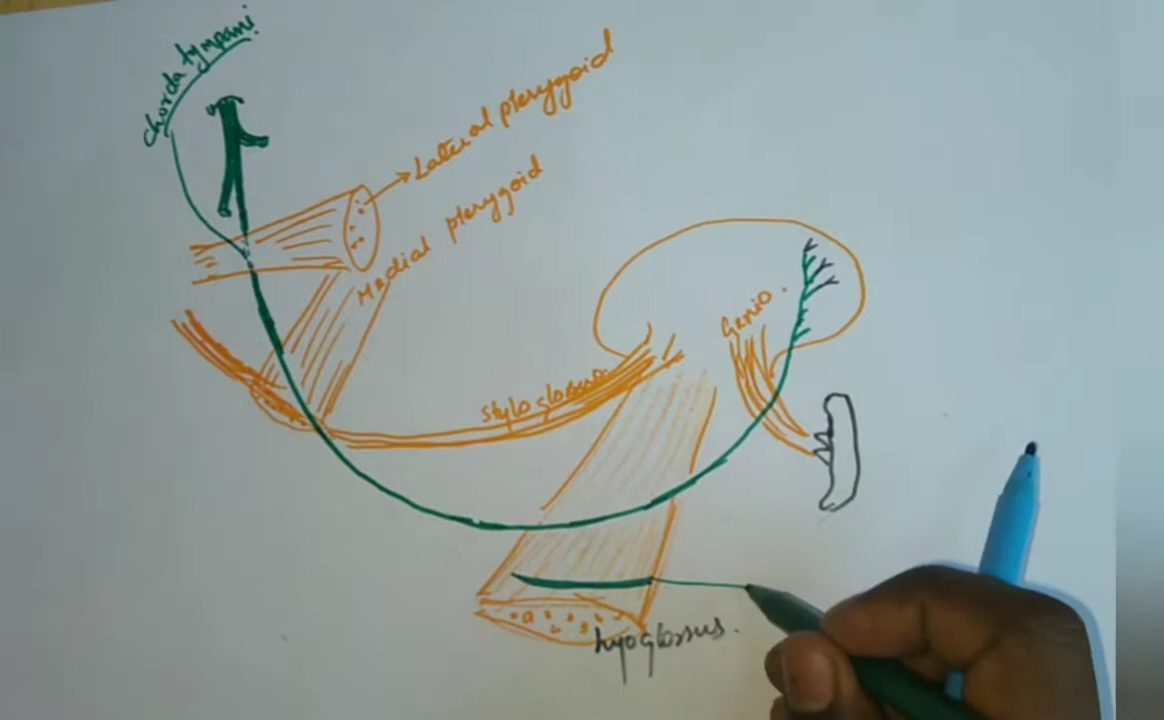 chorda tympani
Lateral pterygoid
Medial pterygoid
Genio.
styloglossus
hyoglossus.